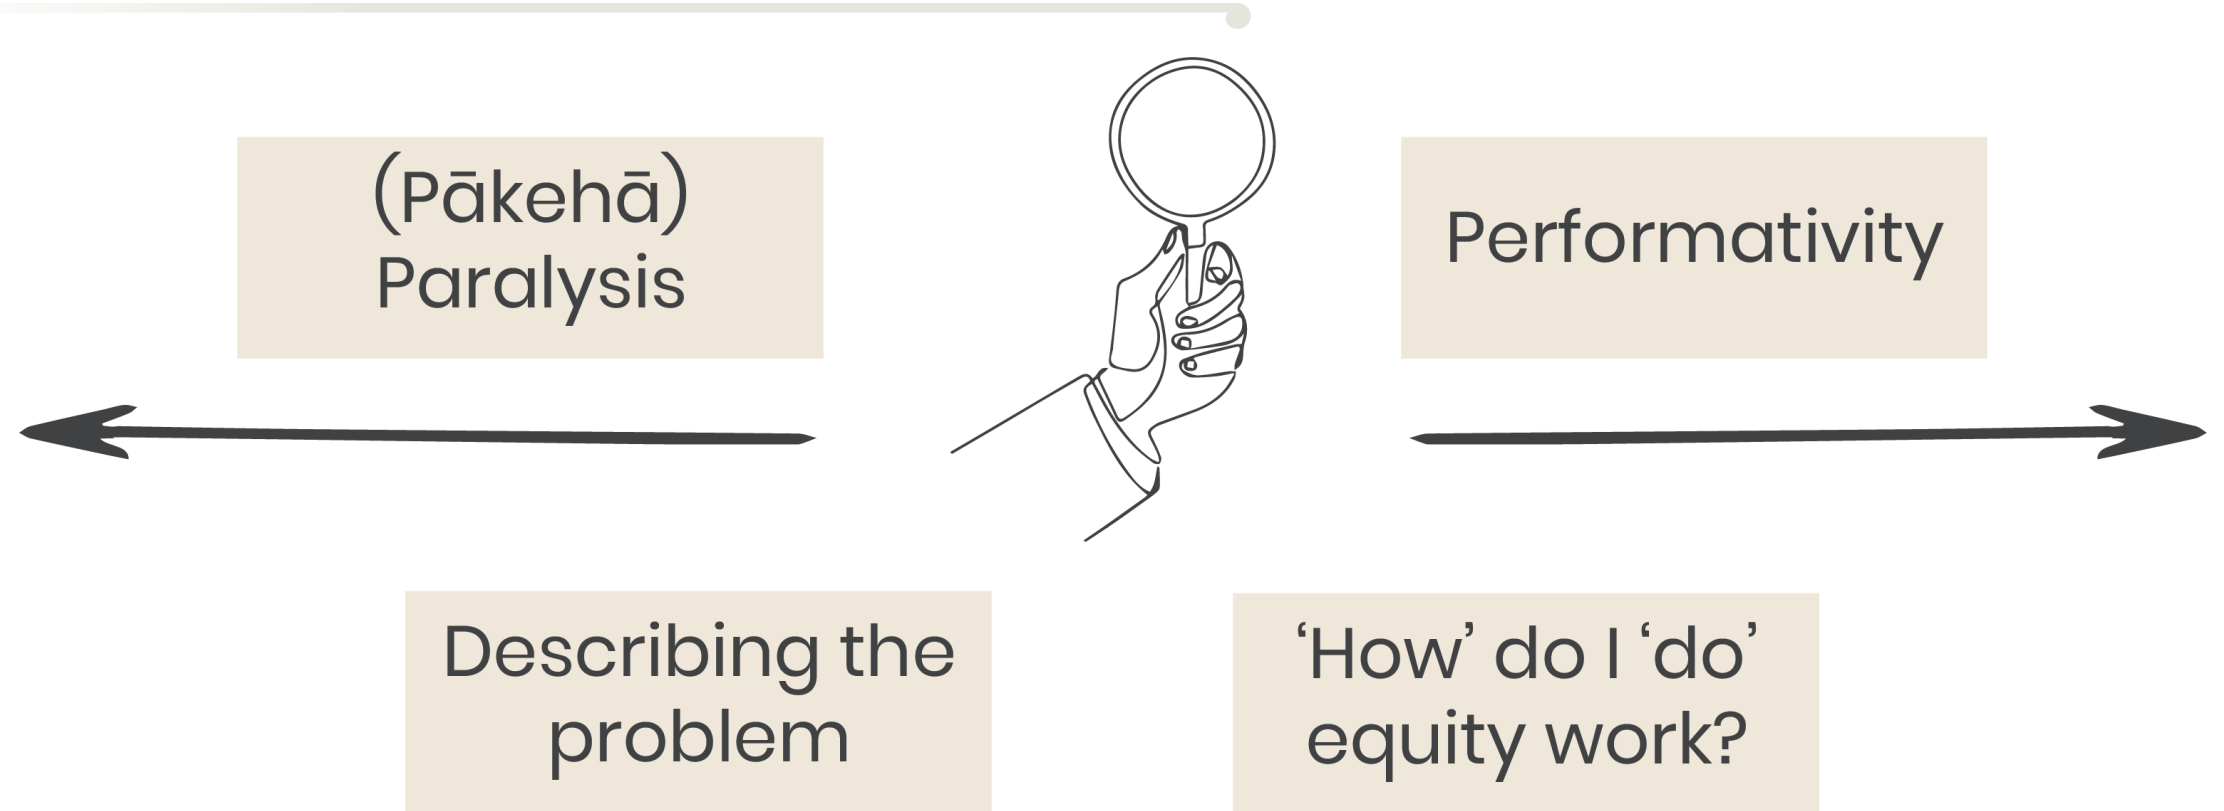 (Pākehā)
Paralysis
Performativity
Describing the
problem
‘How’ do I ‘do’
equity work?